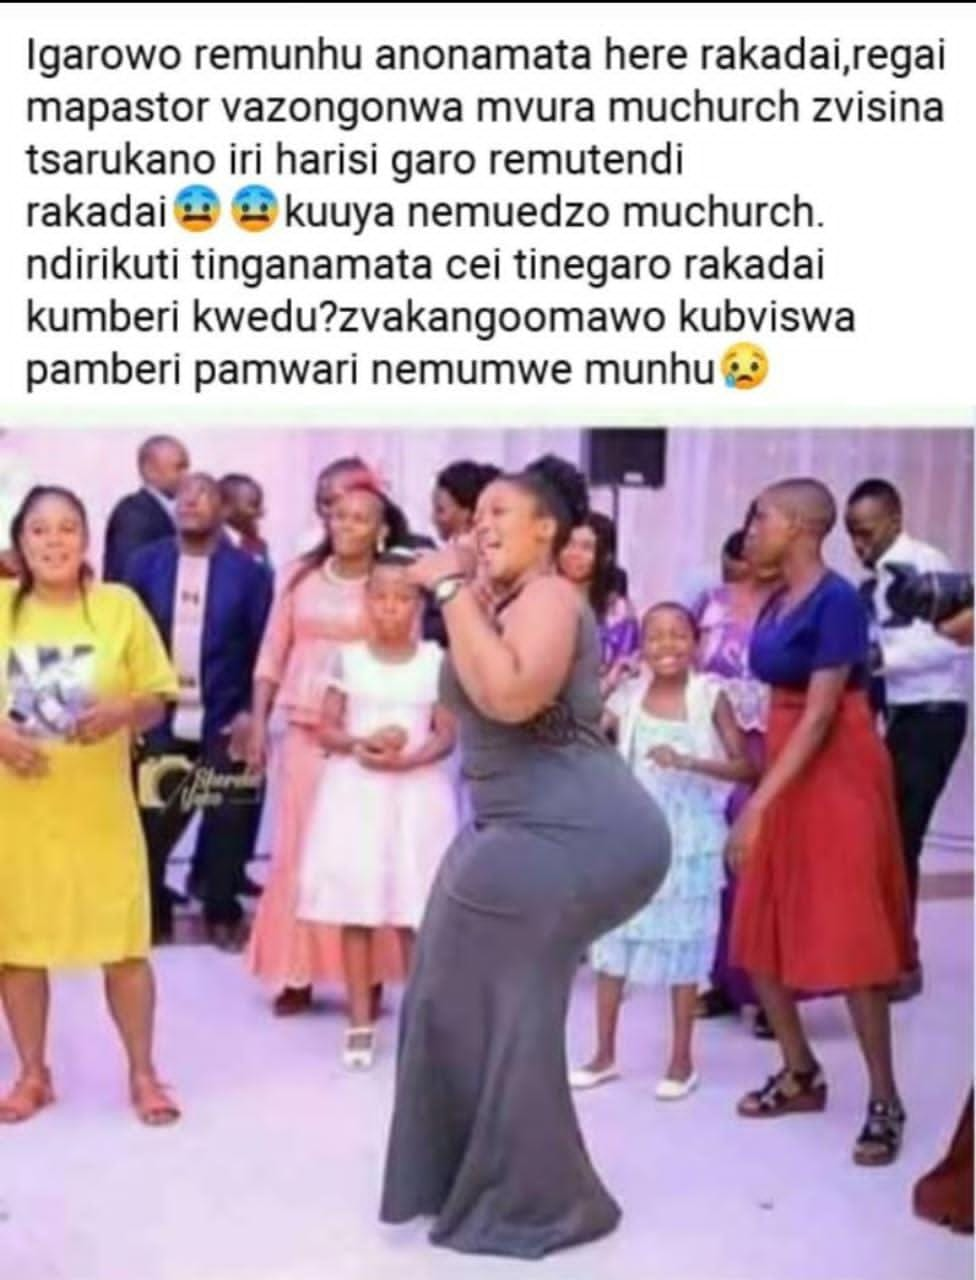 Igarowo remunhu anonamata here rakadai,regai
mapastor vazongonwa mvura muchurch zvisina
tsarukano iri harisi garo remutendi
rakadai😨😨kuuya nemuedzo muchurch.
ndirikuti tinganamata cei tinegaro rakadai
kumberi kwedu?zvakangoomawo kubviswa
pamberi pamwari nemumwe munhu😢